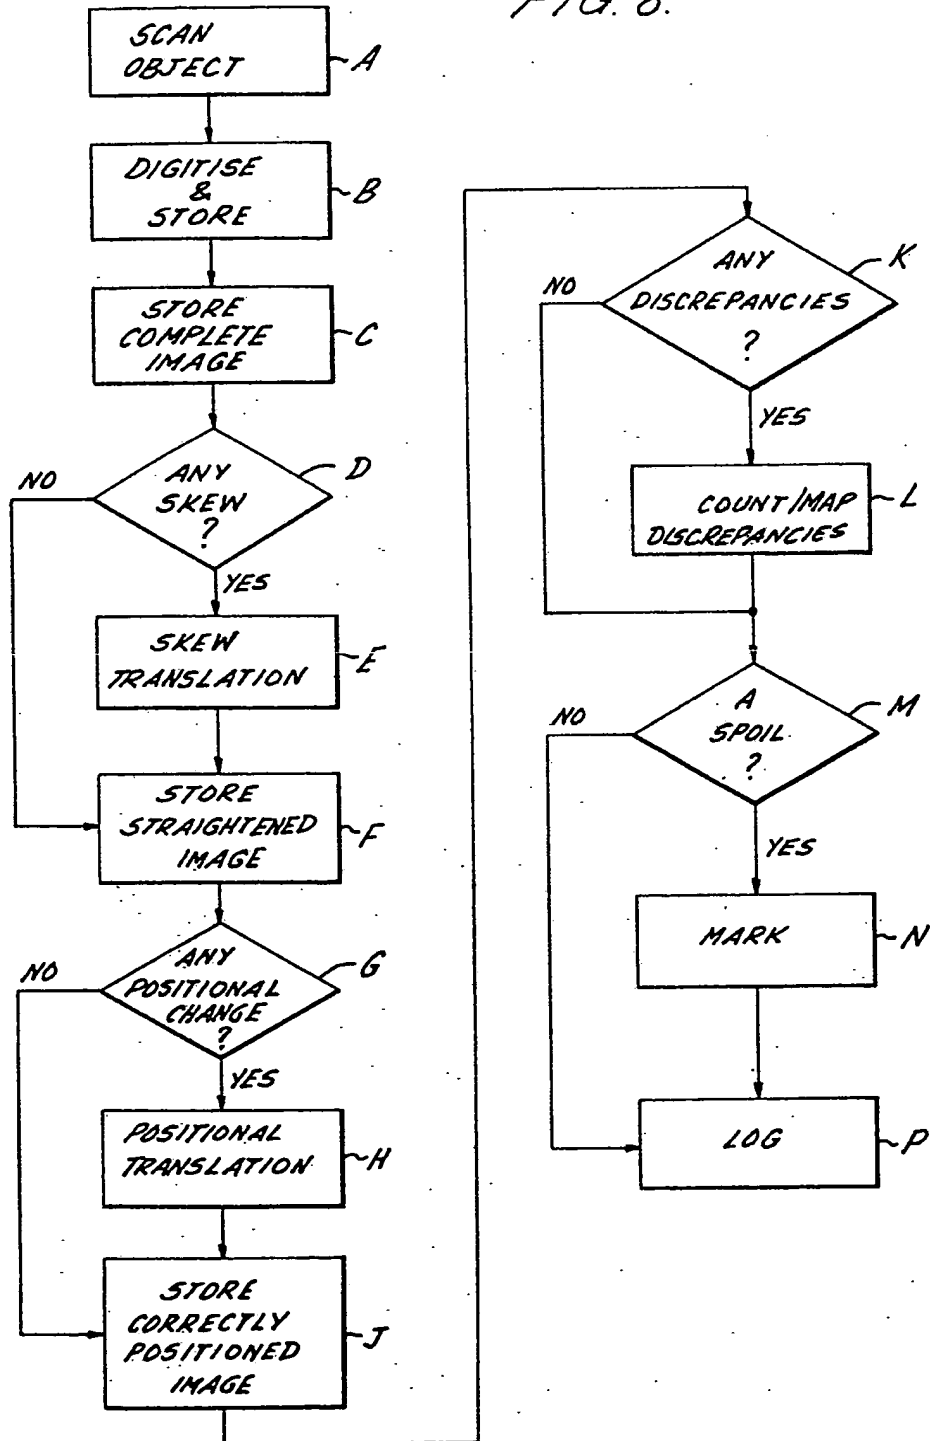 FIG. 8.
SCAN
OBJECT
A
DIGITISE
&
STORE
B
STORE
COMPLETE
IMAGE
C
ANY
SKEW
?
D
NO
YES
SKEW
TRANSLATION
E
STORE
STRAIGHTENED
IMAGE
F
ANY
POSITIONAL
CHANGE
?
G
NO
YES
POSITIONAL
TRANSLATION
H
STORE
CORRECTLY
POSITIONED
IMAGE
J
ANY
DISCREPANCIES
?
K
NO
YES
COUNT/MAP
DISCREPANCIES
L
A
SPOIL
?
M
NO
YES
MARK
N
LOG
P